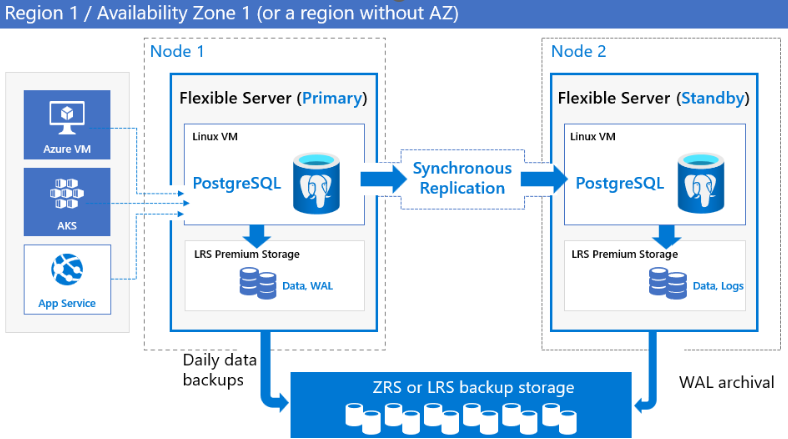 Region 1 / Availability Zone 1 (or a region without AZ)
Node 1
Node 2
Azure VM
AKS
App Service
Flexible Server (Primary)
Linux VM
PostgreSQL
LRS Premium Storage
Data, WAL
Synchronous
Replication
Flexible Server (Standby)
Linux VM
PostgreSQL
LRS Premium Storage
Data, Logs
Daily data
backups
ZRS or LRS backup storage
WAL archival